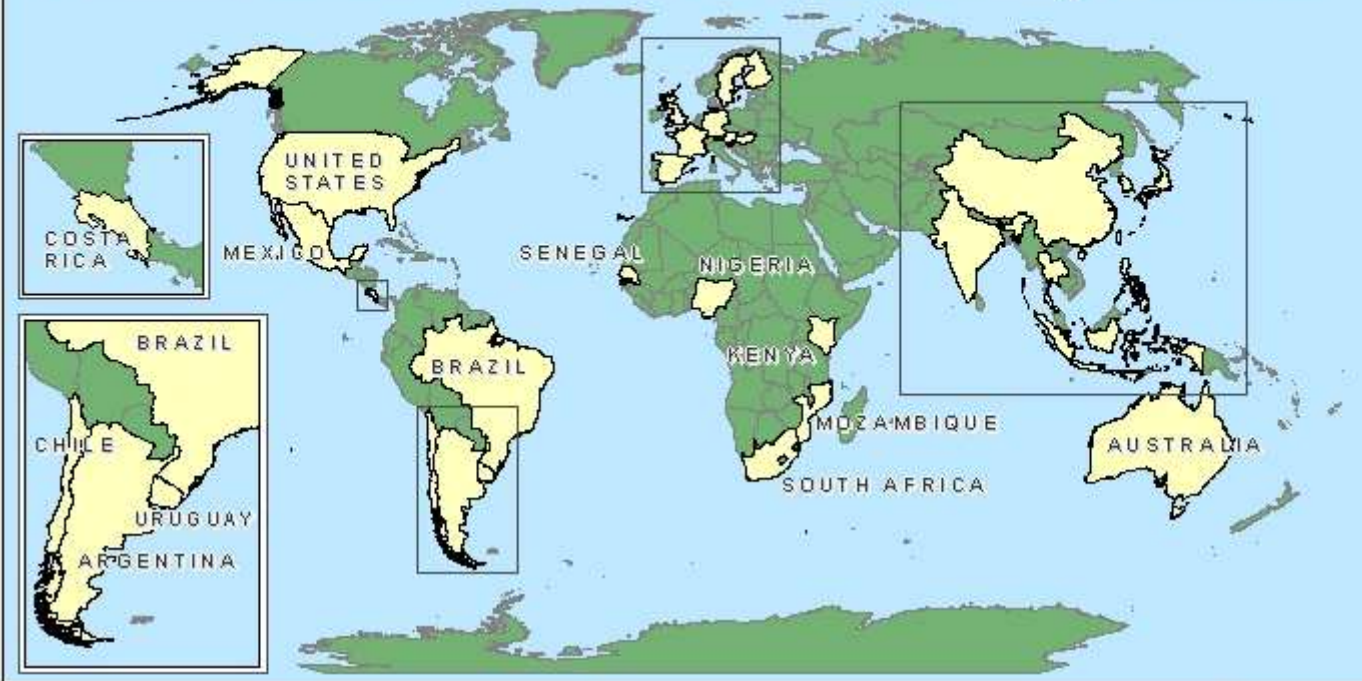 UNITED
STATES
COSTA
RICA
MEXICO
SENEGAL
NIGERIA
BRAZIL
BRAZIL
KENYA
CHILE
MOZAMBIQUE
AUSTRALIA
SOUTH AFRICA
URUGUAY
ARGENTINA